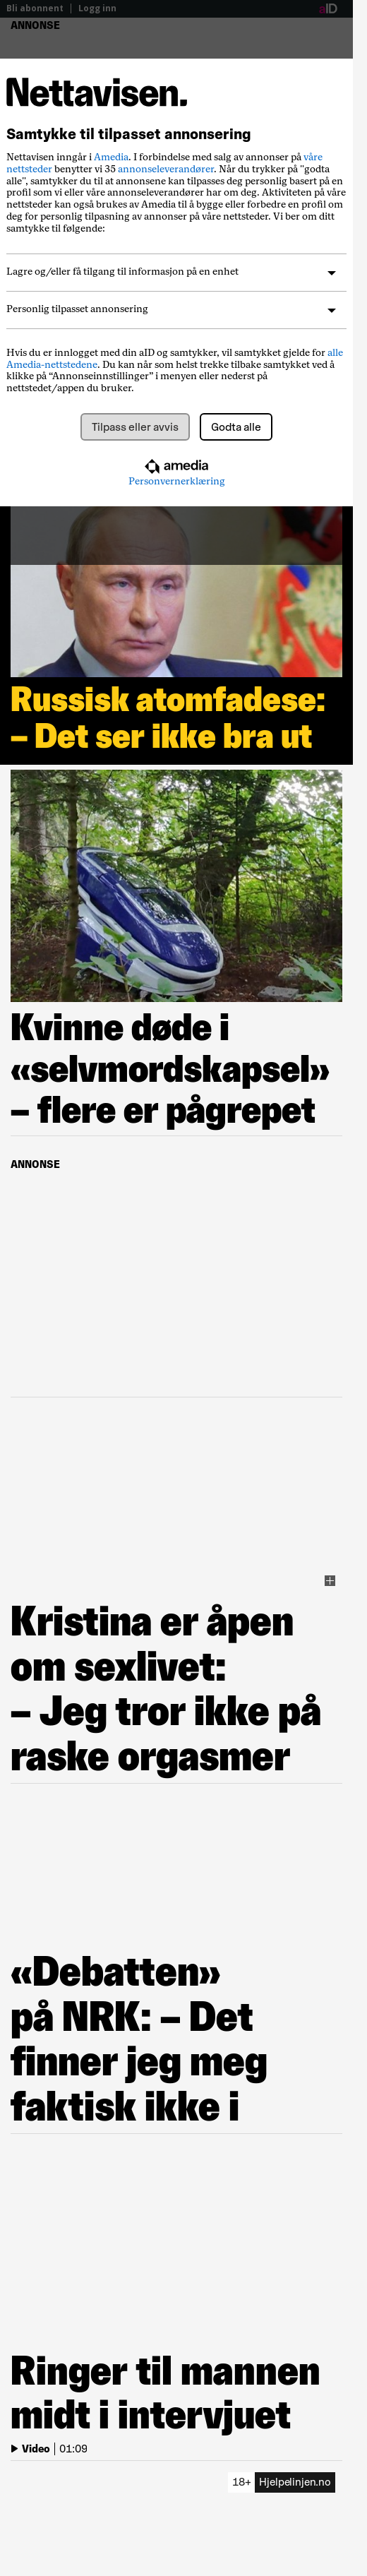 Bli abonnent | Logg inn
aID
ANNONSE
Nettavisen.
Samtykke til tilpasset annonsering
Nettavisen inngår i Amedia. I forbindelse med salg av annonser på våre
nettsteder benytter vi 35 annonseleverandører. Når du trykker på "godta
alle", samtykker du til at annonsene kan tilpasses deg personlig basert på en
profil som vi eller våre annonseleverandører har om deg. Aktiviteten på våre
nettsteder kan også brukes av Amedia til å bygge eller forbedre en profil om
deg for personlig tilpasning av annonser på våre nettsteder. Vi ber om ditt
samtykke til følgende:
Lagre og/eller få tilgang til informasjon på en enhet
Personlig tilpasset annonsering
Hvis du er innlogget med din aID og samtykker, vil samtykket gjelde for alle
Amedia-nettstedene. Du kan når som helst trekke tilbake samtykket ved å
klikke på “Annonseinnstillinger” i menyen eller nederst på
nettstedet/appen du bruker.
Tilpass eller avvis
Godta alle
amedia
Personvernerklæring
Russisk atomfadese:
– Det ser ikke bra ut
Kvinne døde i
«selvmordskapsel»
– flere er pågrepet
ANNONSE
Kristina er åpen
om sexlivet:
– Jeg tror ikke på
raske orgasmer
«Debatten»
på NRK: – Det
finner jeg meg
faktisk ikke i
Ringer til mannen
midt i intervjuet
Video | 01:09
18+ Hjelpelinjen.no